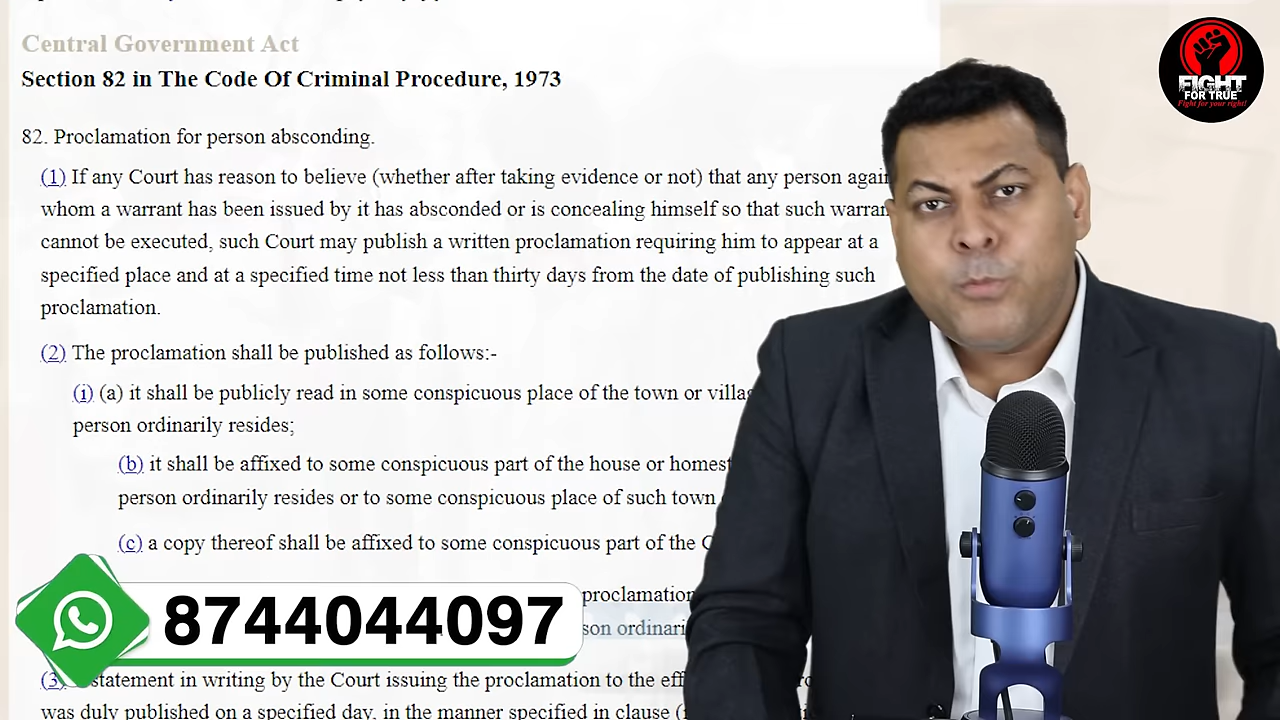 Central Government Act
Section 82 in The Code Of Criminal Procedure, 1973
82. Proclamation for person absconding.
(1) If any Court has reason to believe (whether after taking evidence or not) that any person
whom a warrant has been issued by it has absconded or is concealing himself so that such
cannot be executed, such Court may publish a written proclamation requiring him to appear at a
specified place and at a specified time not less than thirty days from the date of publishing such
proclamation.
(2) The proclamation shall be published as follows:-
(i) (a) it shall be publicly read in some conspicuous place of the town or
person ordinarily resides;
(b) it shall be affixed to some conspicuous part of the house or
person ordinarily resides or to some conspicuous place of such town
(c) a copy thereof shall be affixed to some conspicuous part of the
proclamation
8744044097
(3) statement in writing by the Court issuing the proclamation to the
was duly published on a specified day, in the manner specified in clause
FIGHT
FOR TRUE
Fight for your right!